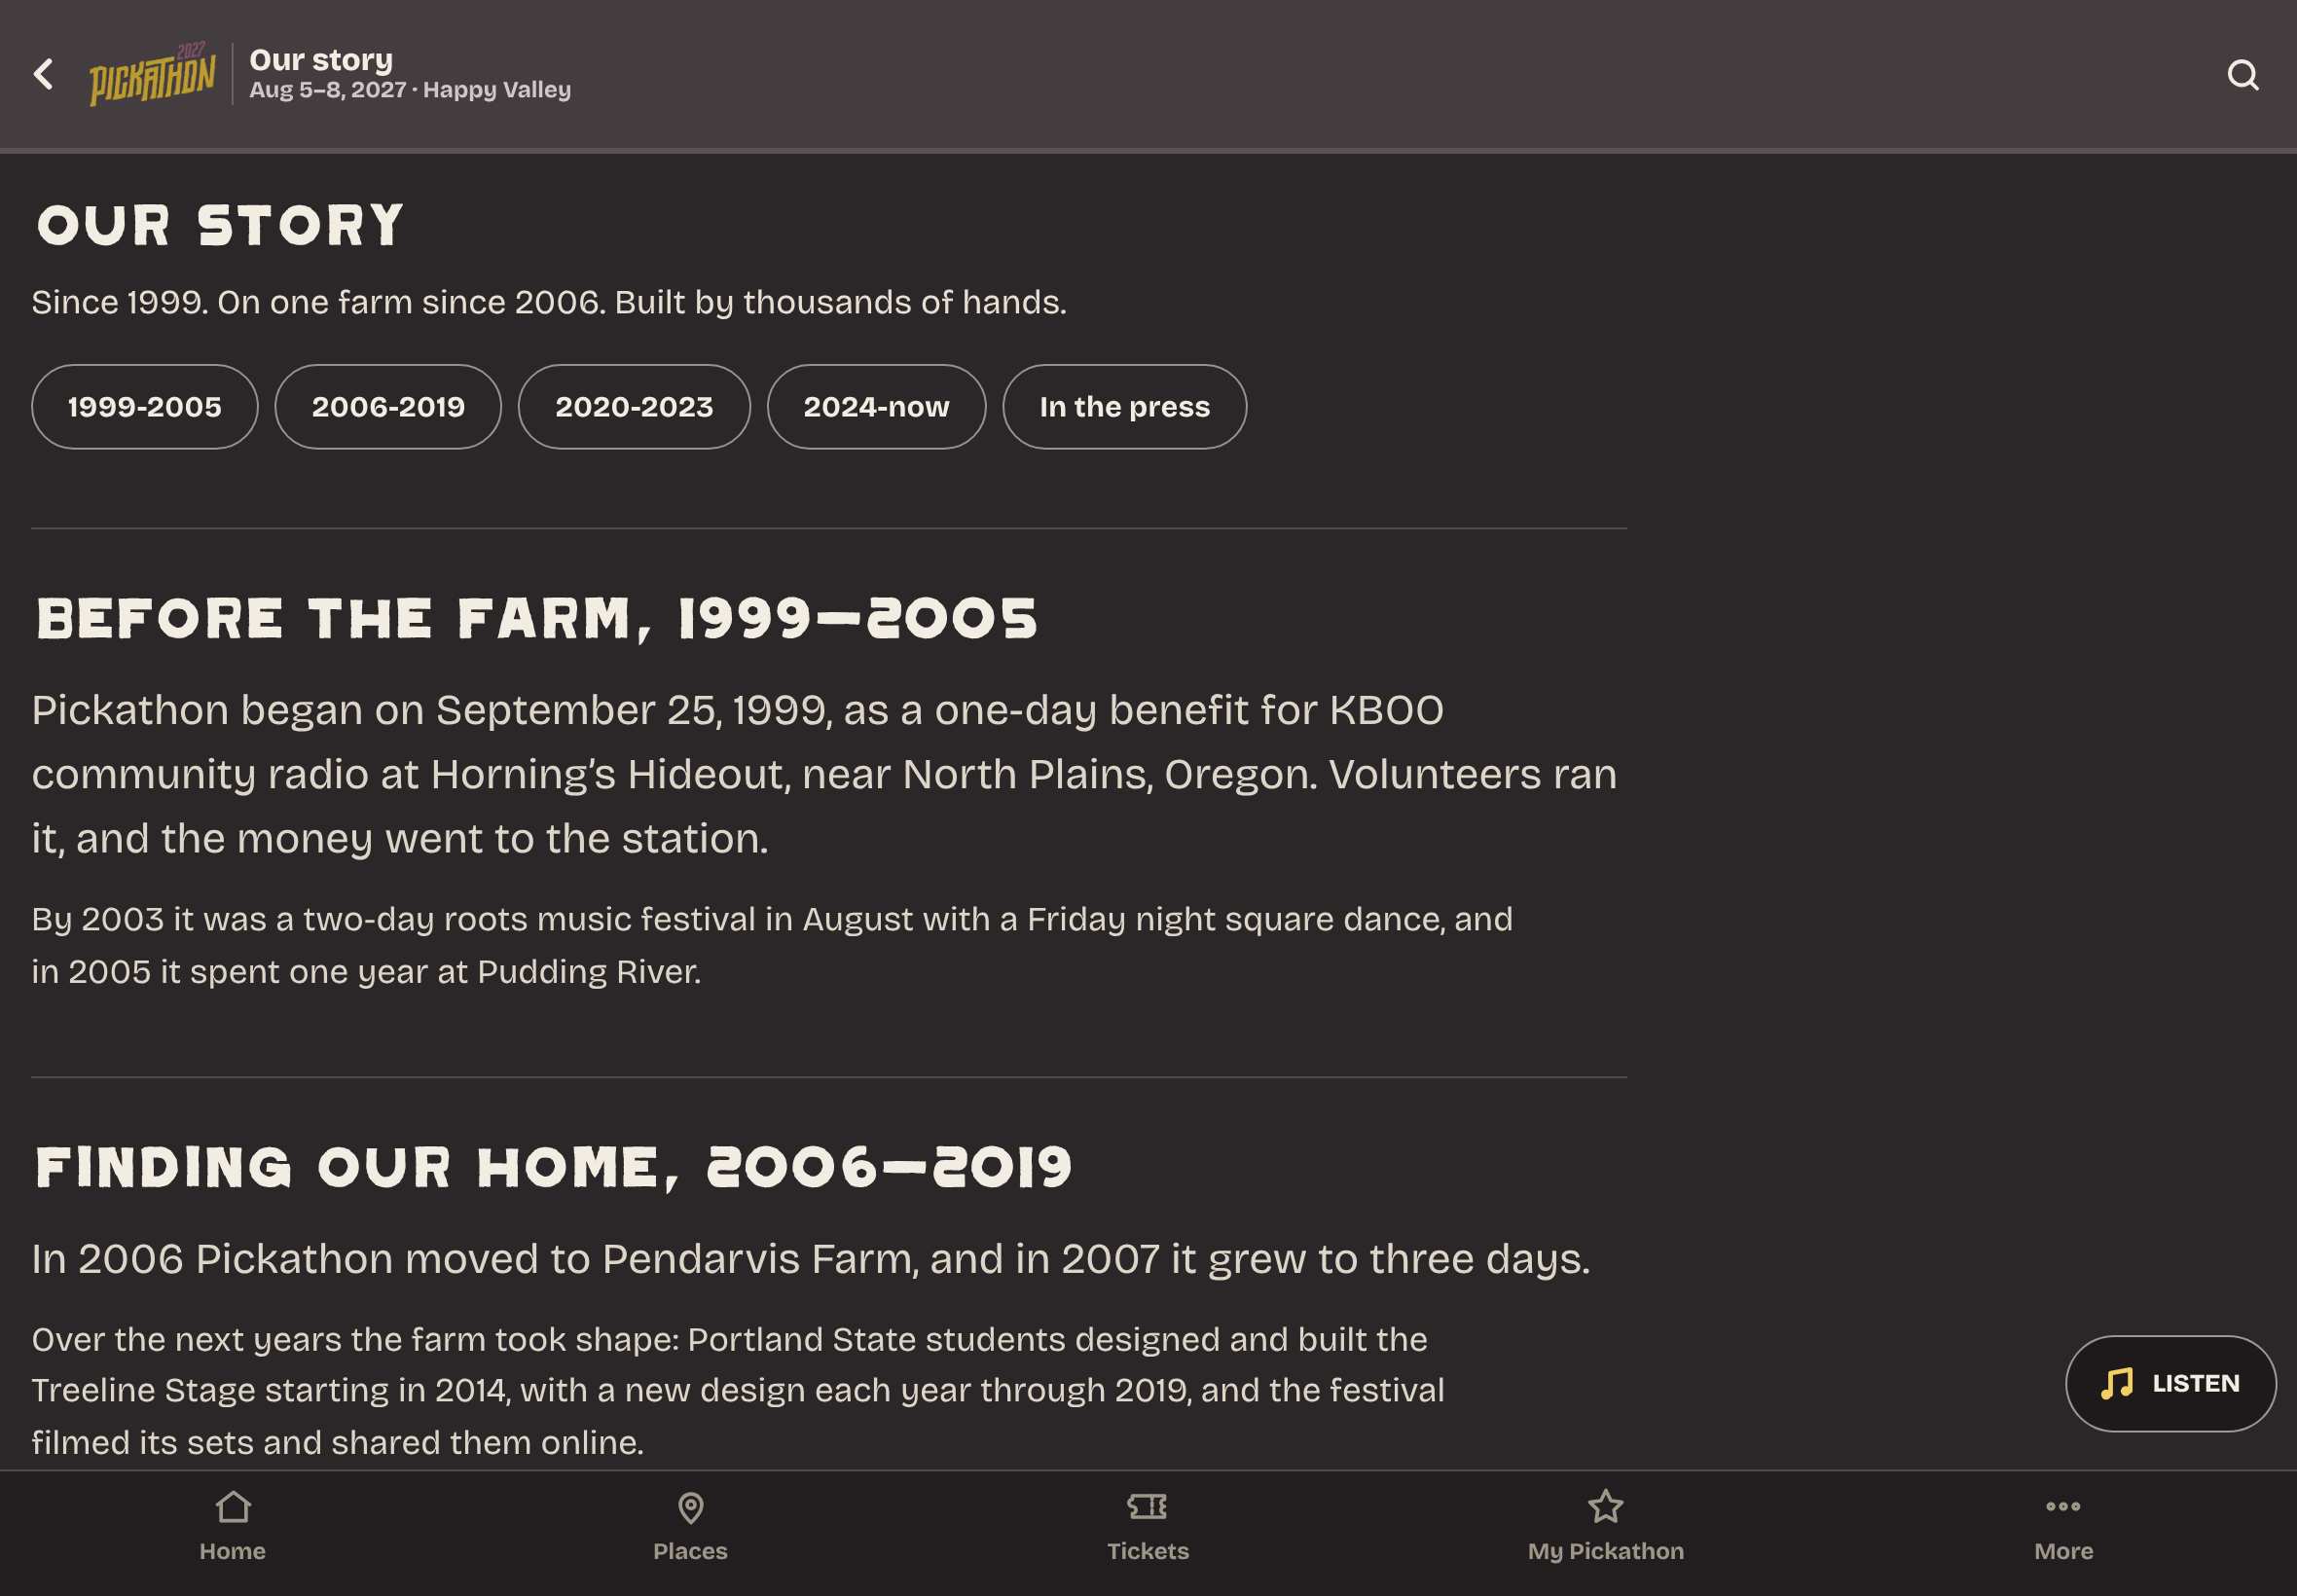 2027
PICKATHON
Our story
Aug 5–8, 2027 · Happy Valley
OUR STORY
Since 1999. On one farm since 2006. Built by thousands of hands.
1999-2005
2006-2019
2020-2023
2024-now
In the press
BEFORE THE FARM, 1999—2005
Pickathon began on September 25, 1999, as a one-day benefit for KBOO
community radio at Horning’s Hideout, near North Plains, Oregon. Volunteers ran
it, and the money went to the station.
By 2003 it was a two-day roots music festival in August with a Friday night square dance, and
in 2005 it spent one year at Pudding River.
FINDING OUR HOME, 2006—2019
In 2006 Pickathon moved to Pendarvis Farm, and in 2007 it grew to three days.
Over the next years the farm took shape: Portland State students designed and built the
Treeline Stage starting in 2014, with a new design each year through 2019, and the festival
filmed its sets and shared them online.
LISTEN
Home
Places
Tickets
My Pickathon
More